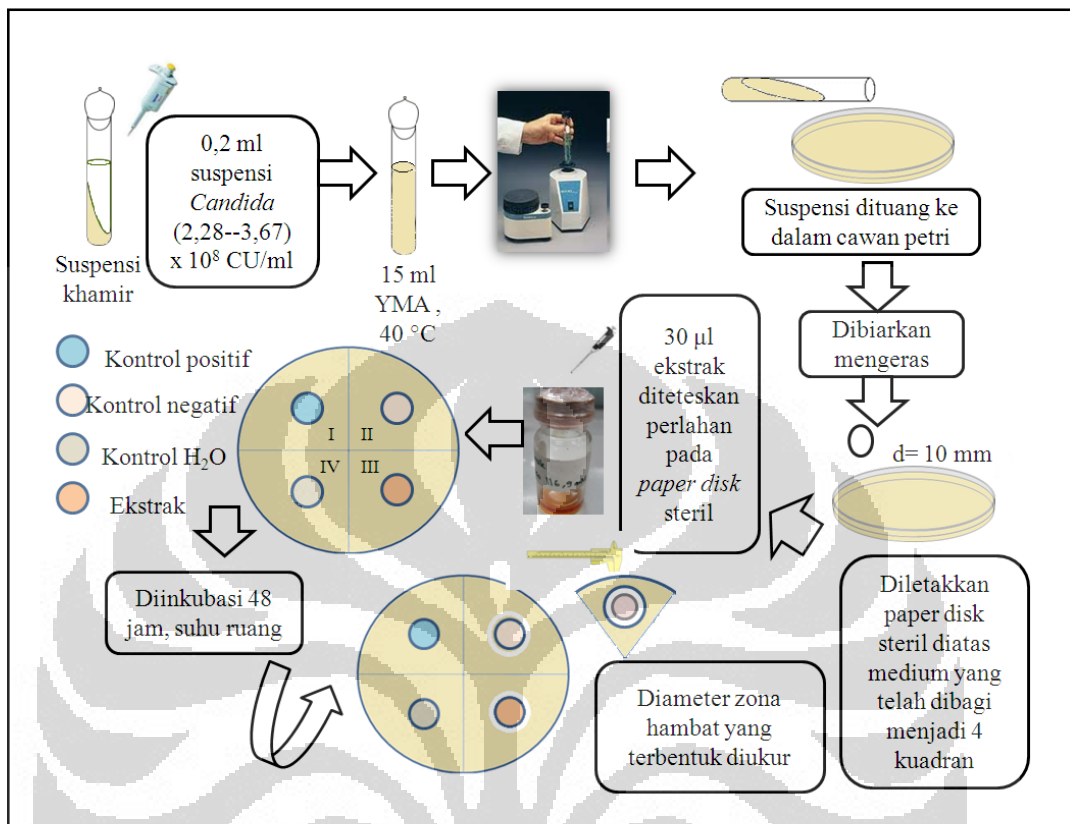 0,2 ml
suspensi
Candida
(2,28--3,67)
x 10⁸ CU/ml
Suspensi
khamir
15 ml
YMA ,
40 °C
Suspensi dituang ke
dalam cawan petri
Dibiarkan
mengeras
d= 10 mm
Diletakkan
paper disk
steril diatas
medium yang
telah dibagi
menjadi 4
kuadran
30 µl
ekstrak
diteteskan
perlahan
pada
paper disk
steril
Kontrol positif
Kontrol negatif
Kontrol H₂O
Ekstrak
I II
IV III
Diinkubasi 48
jam, suhu ruang
Diameter zona
hambat yang
terbentuk diukur